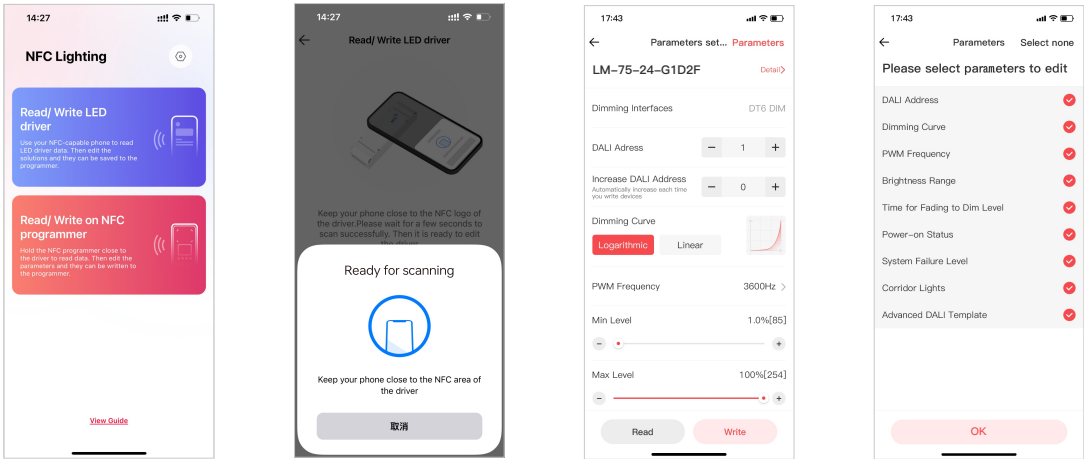 14:27
NFC Lighting
Read/ Write LED
driver
Use your NFC-capable phone to read
LED driver data. Then edit the
solutions and they can be saved to the
programmer.
Read/ Write on NFC
programmer
Hold the NFC programmer close to
the driver to read data. Then edit the
parameters and they can be written to
the programmer.
View Guide
14:27
Read/ Write LED driver
Keep your phone close to the NFC logo of
the driver.Please wait for a few seconds to
scan successfully. Then it is ready to edit
the driver
Ready for scanning
Keep your phone close to the NFC area of
the driver
取消
17:43
Parameters set... Parameters
LM-75-24-G1D2F Detail>
Dimming Interfaces DT6 DIM
DALI Adress − 1 +
Increase DALI Address
Automatically increase each time
you write devices
− 0 +
Dimming Curve
Logarithmic Linear
PWM Frequency 3600Hz >
Min Level 1.0%[85]
− +
Max Level 100%[254]
− +
Read Write
17:43
Parameters Select none
Please select parameters to edit
DALI Address
Dimming Curve
PWM Frequency
Brightness Range
Time for Fading to Dim Level
Power-on Status
System Failure Level
Corridor Lights
Advanced DALI Template
OK